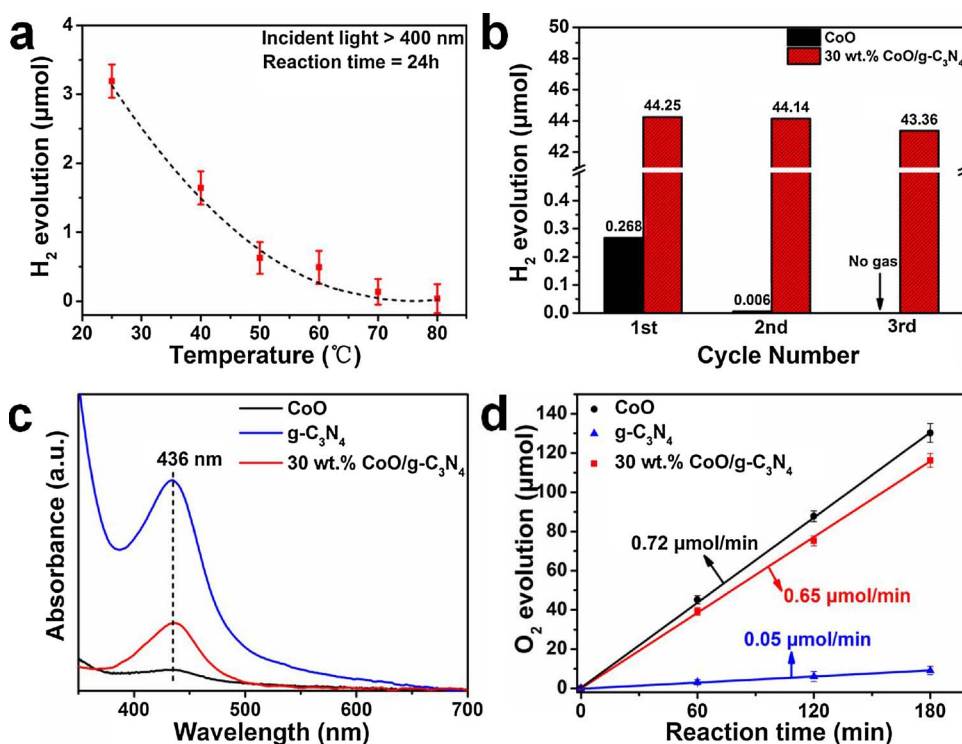 a
Incident light > 400 nm
Reaction time = 24h
H₂ evolution (μmol)
4
3
2
1
0
20 30 40 50 60 70 80
Temperature (℃)
b
CoO
30 wt.% CoO/g-C₃N₄
H₂ evolution (μmol)
45
44
43
42
0.4
0.3
0.2
0.1
0.0
44.25
44.14
43.36
0.268
0.006
No gas
1st 2nd 3rd
Cycle Number
c
CoO
g-C₃N₄
30 wt.% CoO/g-C₃N₄
436 nm
Absorbance (a.u.)
400 500 600 700
Wavelength (nm)
d
CoO
g-C₃N₄
30 wt.% CoO/g-C₃N₄
O₂ evolution (μmol)
140
120
100
80
60
40
20
0
0.72 μmol/min
0.65 μmol/min
0.05 μmol/min
0 60 120 180
Reaction time (min)